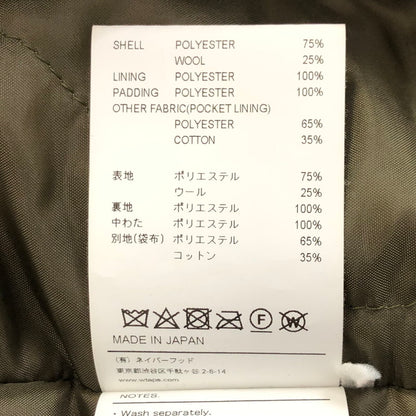 SHELL POLYESTER 75%
WOOL 25%
LINING POLYESTER 100%
PADDING POLYESTER 100%
OTHER FABRIC(POCKET LINING)
POLYESTER 65%
COTTON 35%
表地 ポリエステル 75%
ウール 25%
裏地 ポリエステル 100%
中わた ポリエステル 100%
別地(袋布) ポリエステル 65%
コットン 35%
MADE IN JAPAN
(有) ネイバーフッド
東京都渋谷区千駄ヶ谷 2-6-14
www.wtaps.com
NOTES
・Wash separately.